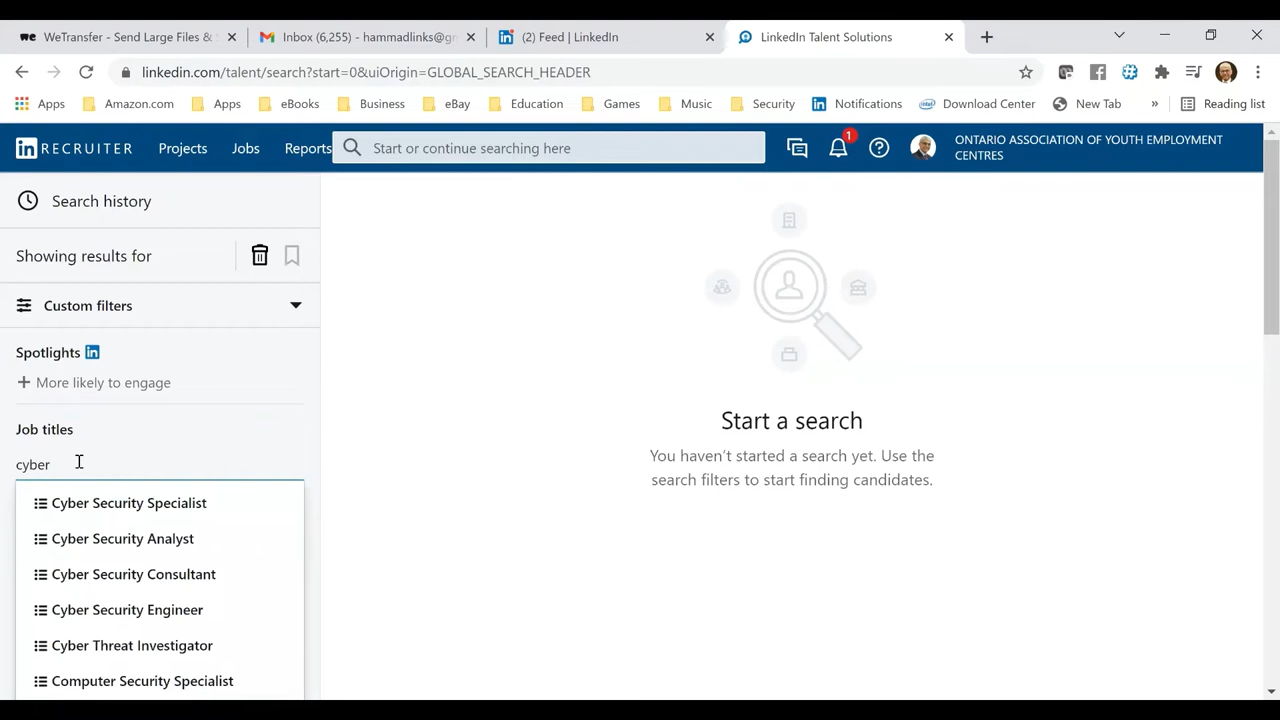 WeTransfer - Send Large Files &
Inbox (6,255) - hammadlinks@g
(2) Feed | LinkedIn
LinkedIn Talent Solutions
linkedin.com/talent/search?start=0&uiOrigin=GLOBAL_SEARCH_HEADER
Apps
Amazon.com
Apps
eBooks
Business
eBay
Education
Games
Music
Security
Notifications
Download Center
New Tab
»
Reading list
in RECRUITER
Projects
Jobs
Reports
Start or continue searching here
1
ONTARIO ASSOCIATION OF YOUTH EMPLOYMENT
CENTRES
Search history
Showing results for
Custom filters
Spotlights in
+ More likely to engage
Job titles
cyber
Cyber Security Specialist
Cyber Security Analyst
Cyber Security Consultant
Cyber Security Engineer
Cyber Threat Investigator
Computer Security Specialist
Start a search
You haven't started a search yet. Use the
search filters to start finding candidates.